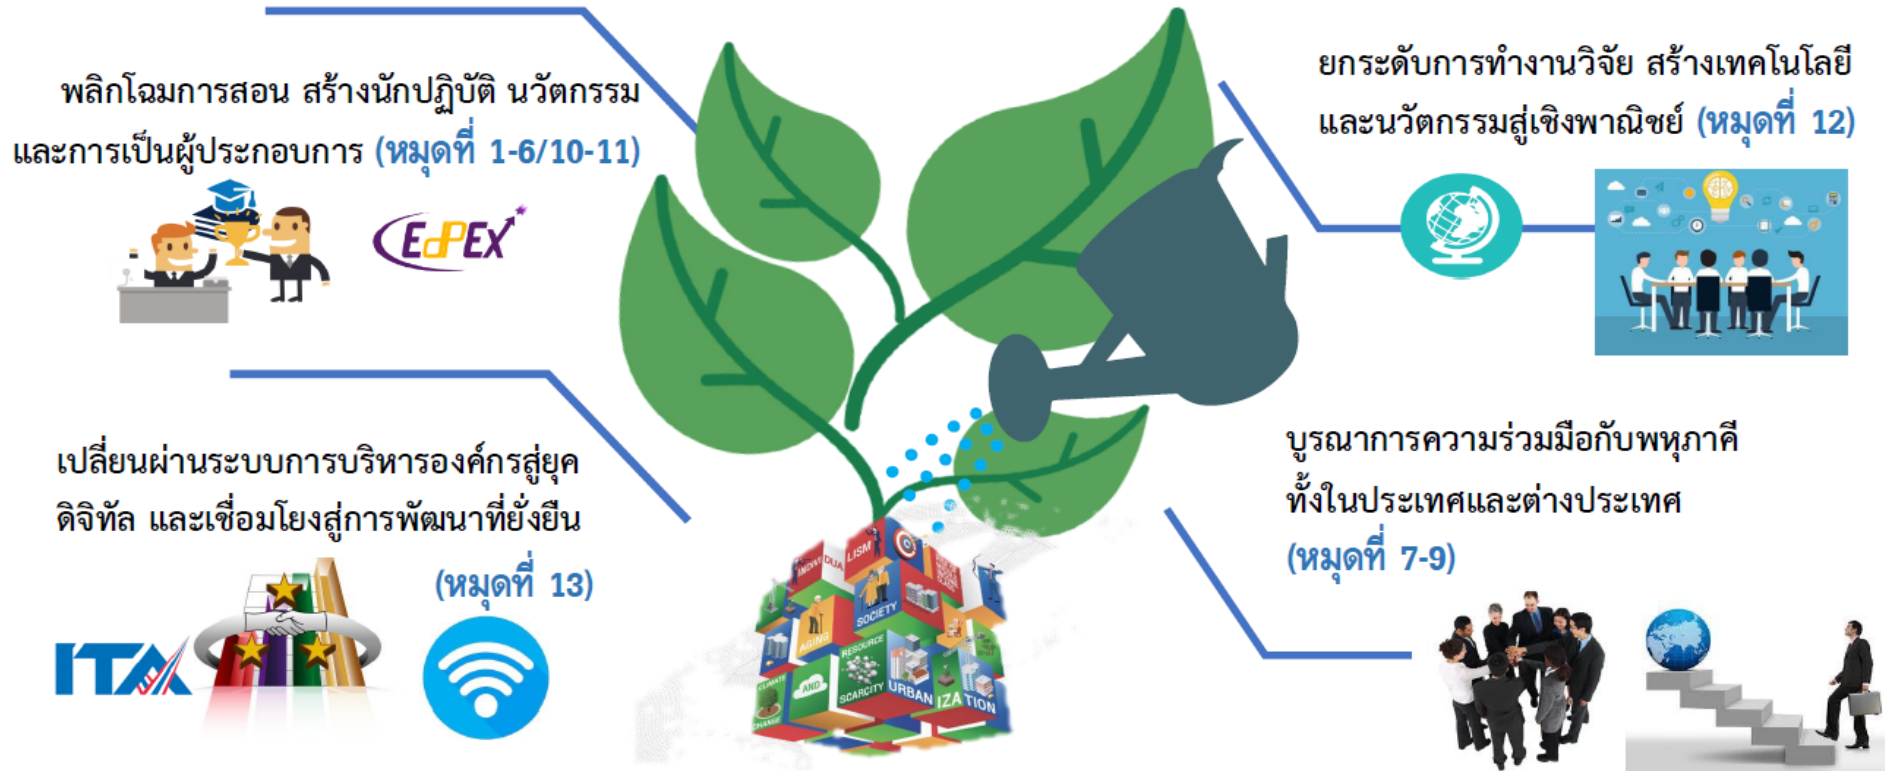 พลิกโฉมการสอน สร้างนักปฏิบัติ นวัตกรรม
และการเป็นผู้ประกอบการ (หมุดที่ 1-6/10-11)
EdPEx
ยกระดับการทำงานวิจัย สร้างเทคโนโลยี
และนวัตกรรมสู่เชิงพาณิชย์ (หมุดที่ 12)
เปลี่ยนผ่านระบบการบริหารองค์กรสู่ยุค
ดิจิทัล และเชื่อมโยงสู่การพัฒนาที่ยั่งยืน
(หมุดที่ 13)
ITA
บูรณาการความร่วมมือกับพหุภาคี
ทั้งในประเทศและต่างประเทศ
(หมุดที่ 7-9)
INDIVIDUALISM
AGING
SOCIETY
RESOURCE
SCARCITY
CLIMATE
CHANGE
AND
URBANIZATION